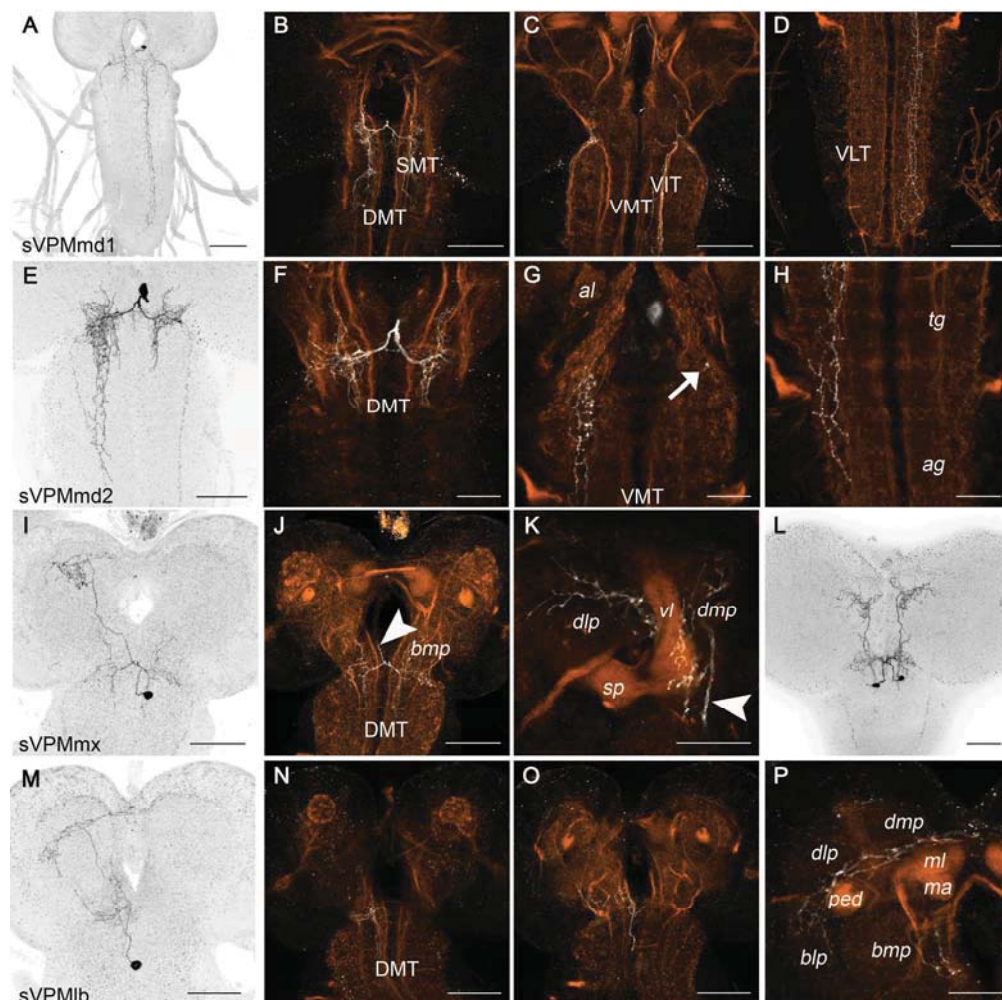 A
B
C
D
SMT
DMT
VIT
VMT
VLT
sVPMmd1
E
F
G
H
al
tg
DMT
ag
VMT
sVPMmd2
I
J
K
L
bmp
dlp
vl
dmp
sp
DMT
sVPMmx
M
N
O
P
dmp
dlp
ml
ma
ped
blp
bmp
DMT
sVPMlb